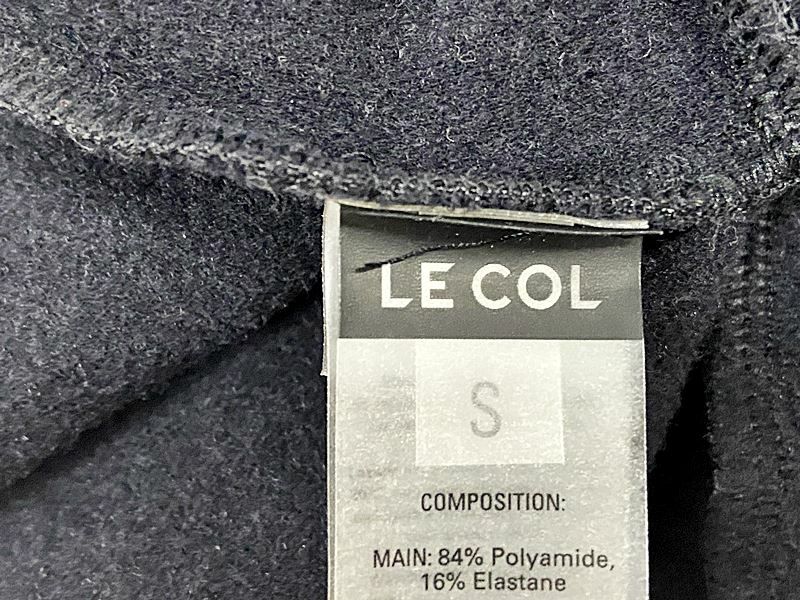 LE COL
S
COMPOSITION:
MAIN: 84% Polyamide,
16% Elastane